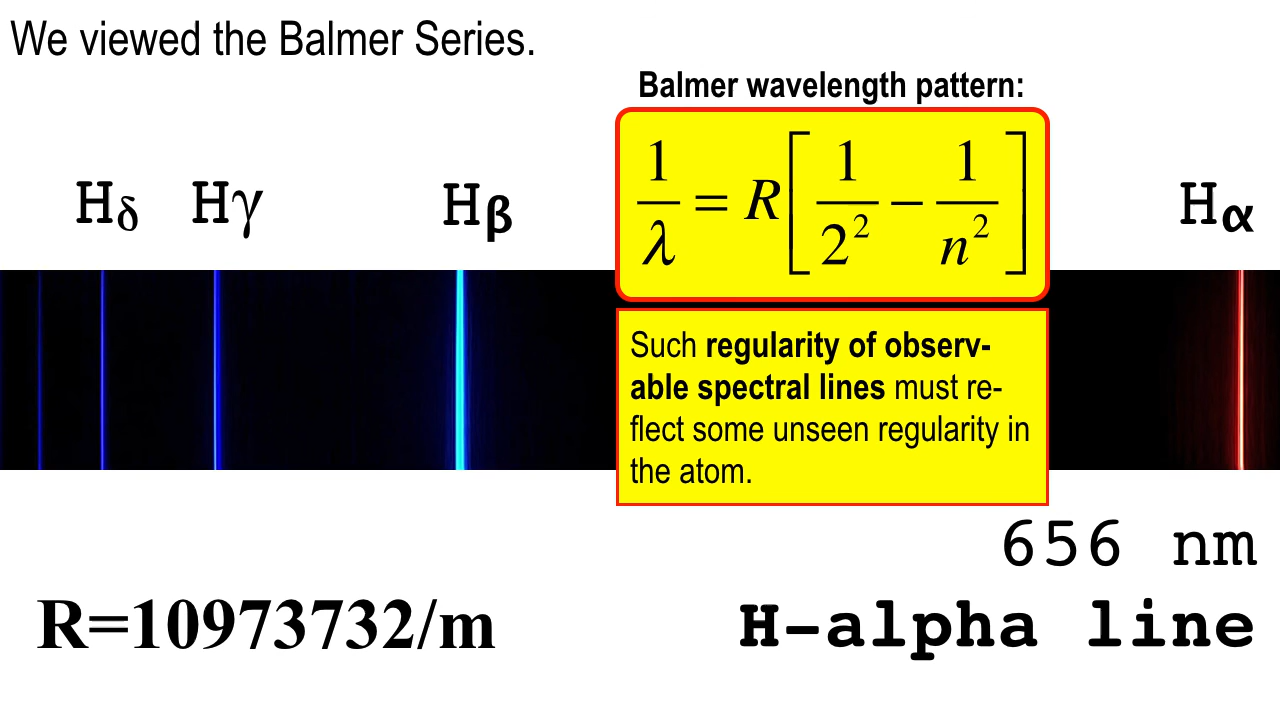 We viewed the Balmer Series.
Balmer wavelength pattern:
1/λ = R[1/2² − 1/n²]
Hδ Hγ Hβ Hα
Such regularity of observ-
able spectral lines must re-
flect some unseen regularity in
the atom.
656 nm
R=10973732/m
H-alpha line